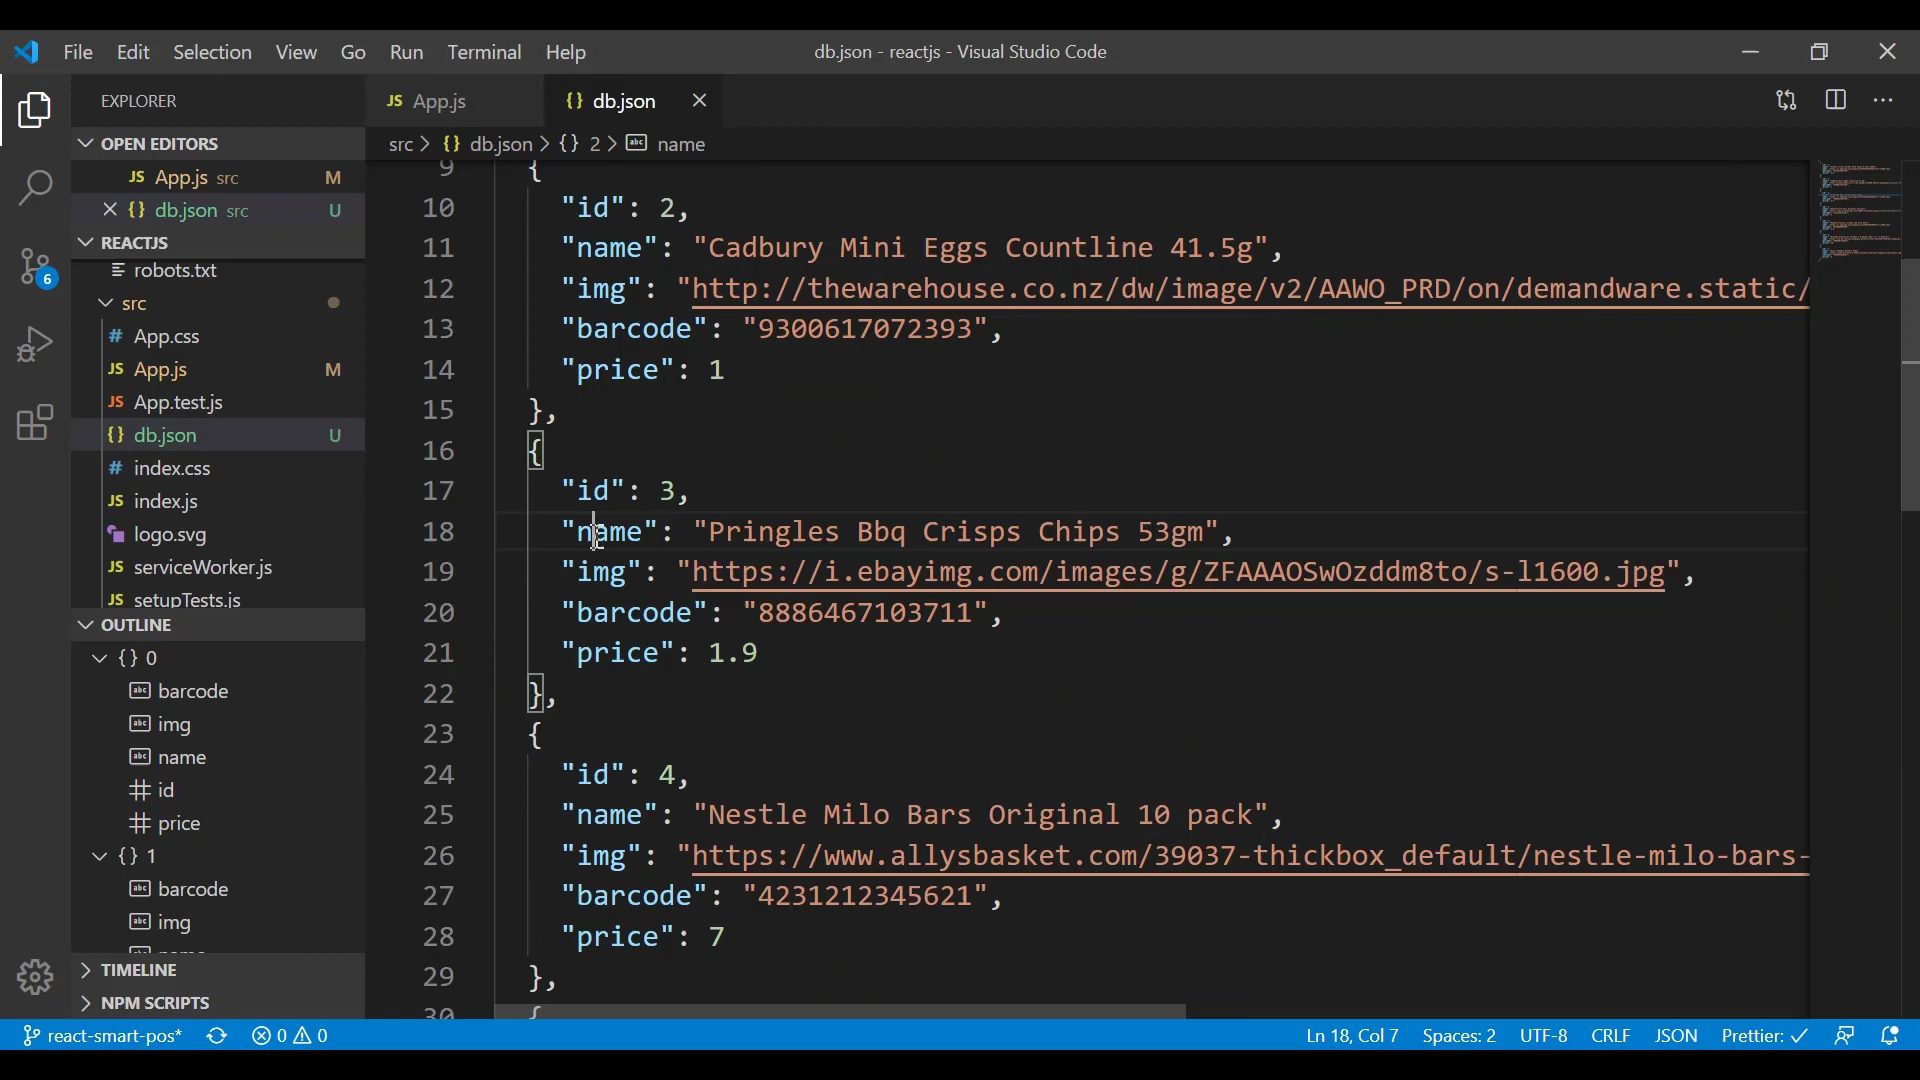 File Edit Selection View Go Run Terminal Help
db.json - reactjs - Visual Studio Code
EXPLORER
OPEN EDITORS
JS App.js src M
{} db.json src U
REACTJS
robots.txt
src
# App.css
JS App.js M
JS App.test.js
{} db.json U
# index.css
JS index.js
logo.svg
JS serviceWorker.js
JS setupTests.js
OUTLINE
{} 0
abc barcode
abc img
abc name
id
price
{} 1
abc barcode
abc img
TIMELINE
NPM SCRIPTS
6
JS App.js
{} db.json
src > {} db.json > {} 2 > abc name
9 {
10 "id": 2,
11 "name": "Cadbury Mini Eggs Countline 41.5g",
12 "img": "http://thewarehouse.co.nz/dw/image/v2/AAWO_PRD/on/demandware.static/
13 "barcode": "9300617072393",
14 "price": 1
15 },
16 {
17 "id": 3,
18 "name": "Pringles Bbq Crisps Chips 53gm",
19 "img": "https://i.ebayimg.com/images/g/ZFAAAOSwOzddm8to/s-l1600.jpg",
20 "barcode": "8886467103711",
21 "price": 1.9
22 },
23 {
24 "id": 4,
25 "name": "Nestle Milo Bars Original 10 pack",
26 "img": "https://www.allysbasket.com/39037-thickbox_default/nestle-milo-bars-
27 "barcode": "4231212345621",
28 "price": 7
29 },
30 {
react-smart-pos* 0 0
Ln 18, Col 7 Spaces: 2 UTF-8 CRLF JSON Prettier: ✓